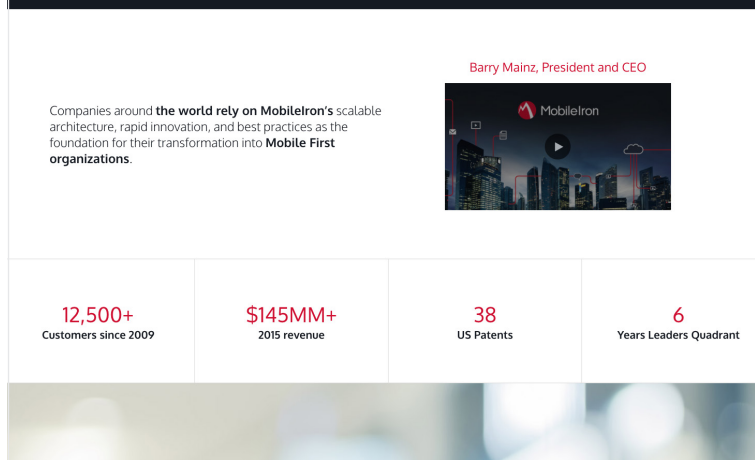 Barry Mainz, President and CEO
Companies around the world rely on MobileIron's scalable
architecture, rapid innovation, and best practices as the
foundation for their transformation into Mobile First
organizations.
MobileIron
12,500+
Customers since 2009
$145MM+
2015 revenue
38
US Patents
6
Years Leaders Quadrant